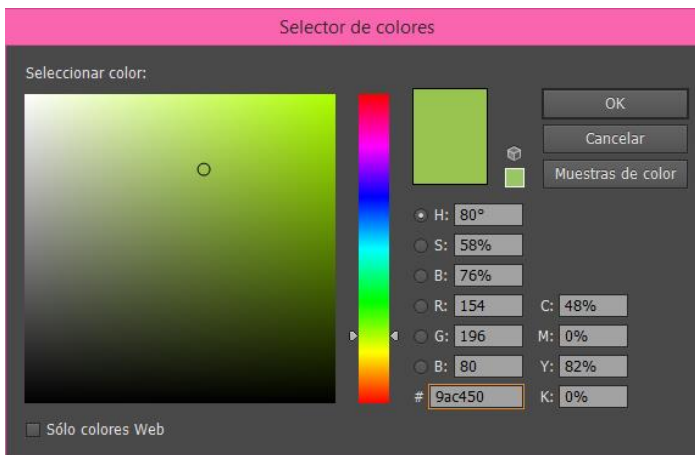 Selector de colores
Seleccionar color:
OK
Cancelar
Muestras de color
H: 80°
S: 58%
B: 76%
R: 154 C: 48%
G: 196 M: 0%
B: 80 Y: 82%
# 9ac450 K: 0%
Sólo colores Web